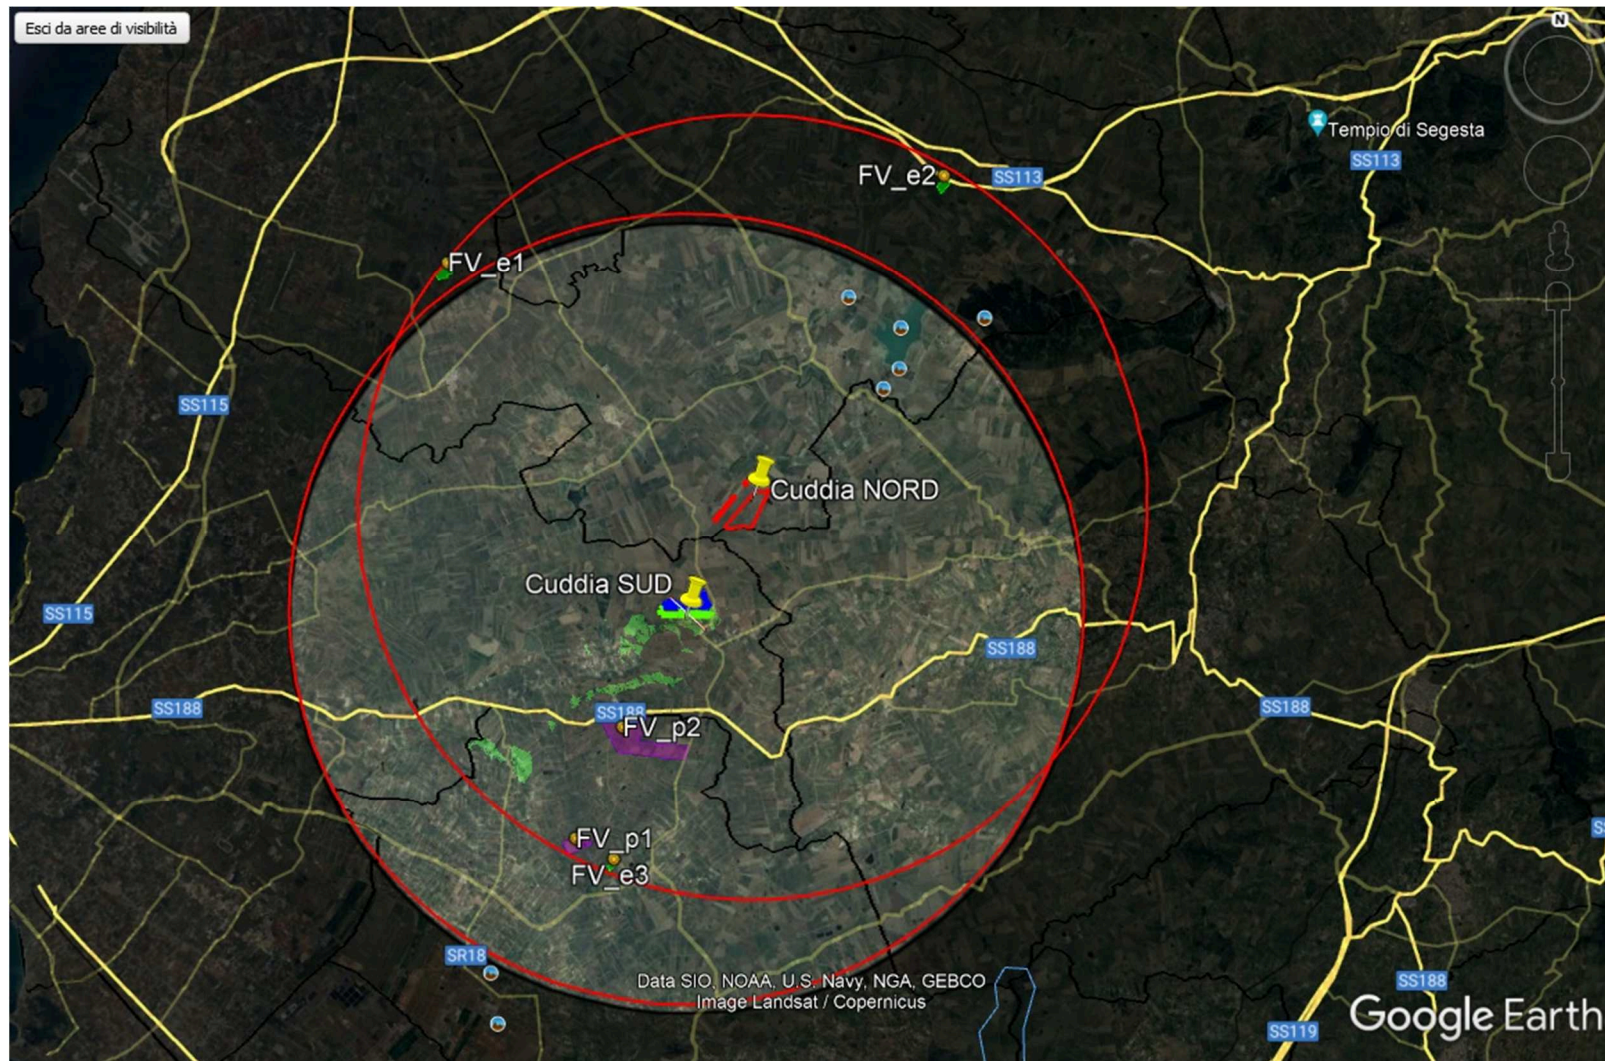 Esci da aree di visibilità
N
Tempio di Segesta
SS113
FV_e2
SS113
FV_e1
SS115
Cuddia NORD
Cuddia SUD
SS115
SS188
SS188
SS188
SS188
FV_p2
FV_p1
FV_e3
SR18
Data SIO, NOAA, U.S. Navy, NGA, GEBCO
Image Landsat / Copernicus
SS188
Google Earth
SS119